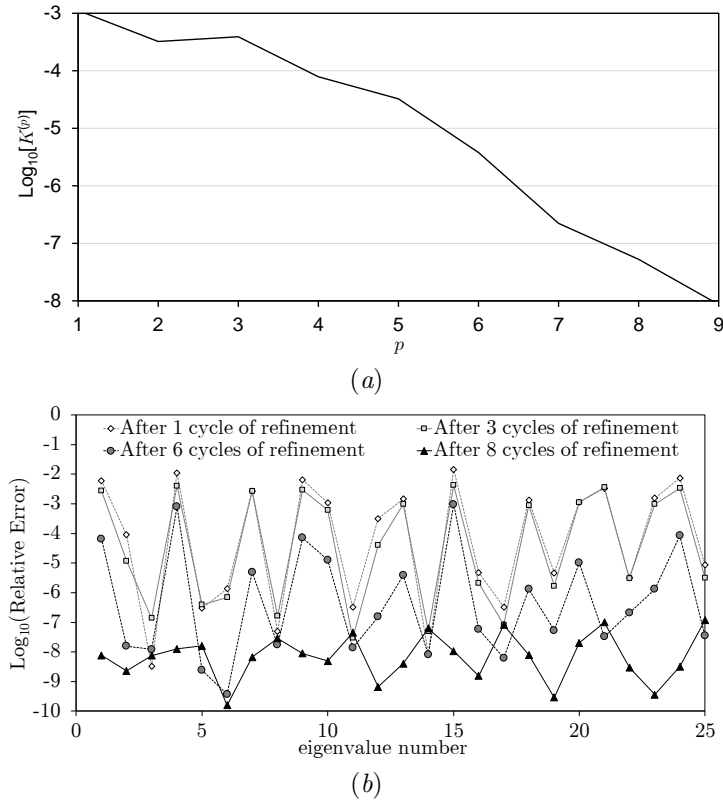 -3
-4
-5
-6
-7
-8
Log10[K(p)]
1 2 3 4 5 6 7 8 9
p
(a)
0
-1
-2
-3
-4
-5
-6
-7
-8
-9
-10
Log10(Relative Error)
After 1 cycle of refinement
After 3 cycles of refinement
After 6 cycles of refinement
After 8 cycles of refinement
0 5 10 15 20 25
eigenvalue number
(b)